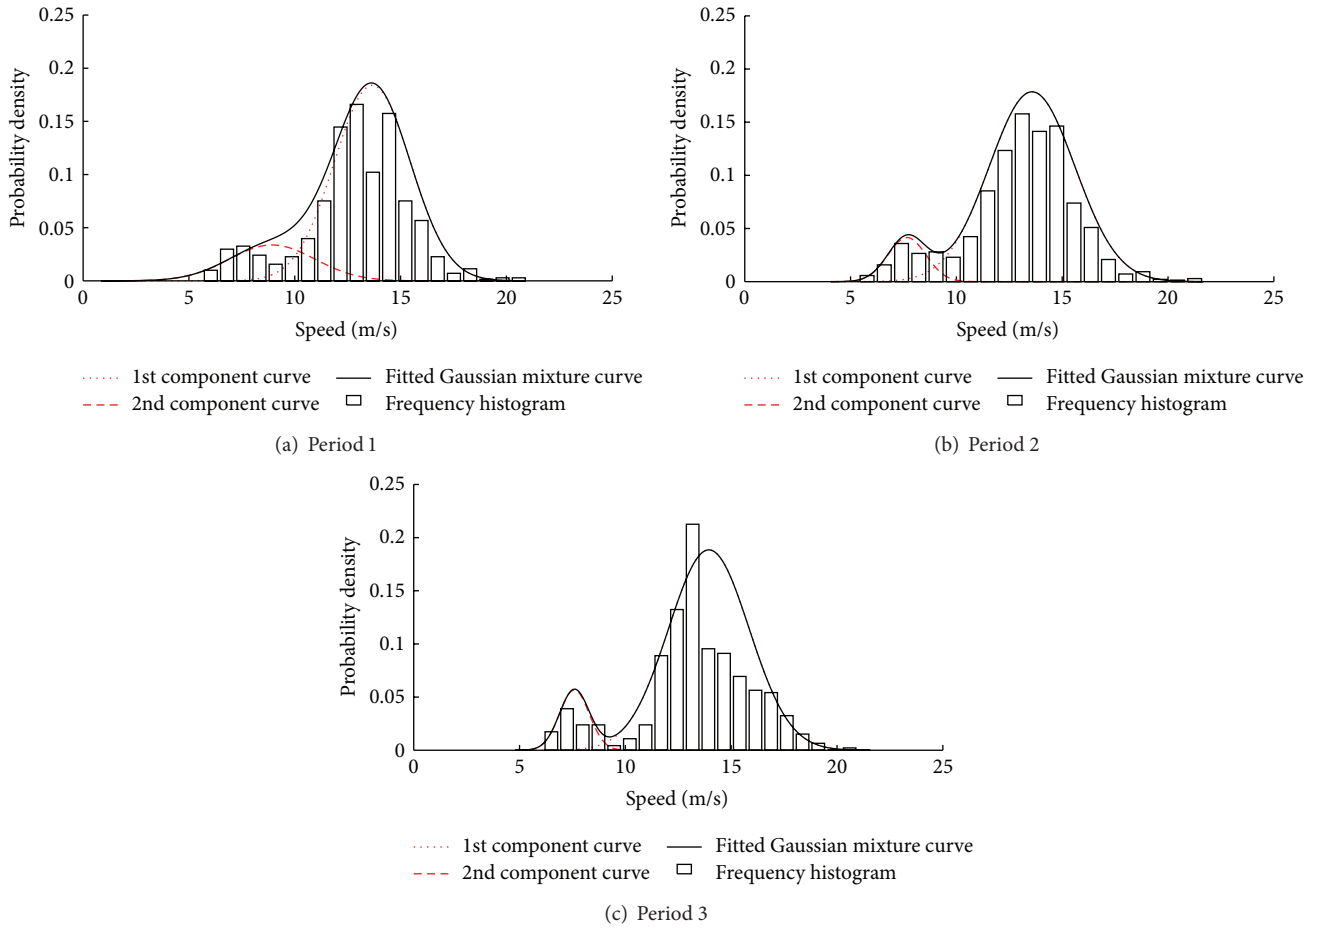 0.25
0.2
0.15
0.1
0.05
0
Probability density
0 5 10 15 20 25
Speed (m/s)
1st component curve
2nd component curve
Fitted Gaussian mixture curve
Frequency histogram
(a) Period 1
0.25
0.2
0.15
0.1
0.05
0
Probability density
0 5 10 15 20 25
Speed (m/s)
1st component curve
2nd component curve
Fitted Gaussian mixture curve
Frequency histogram
(b) Period 2
0.25
0.2
0.15
0.1
0.05
0
Probability density
0 5 10 15 20 25
Speed (m/s)
1st component curve
2nd component curve
Fitted Gaussian mixture curve
Frequency histogram
(c) Period 3